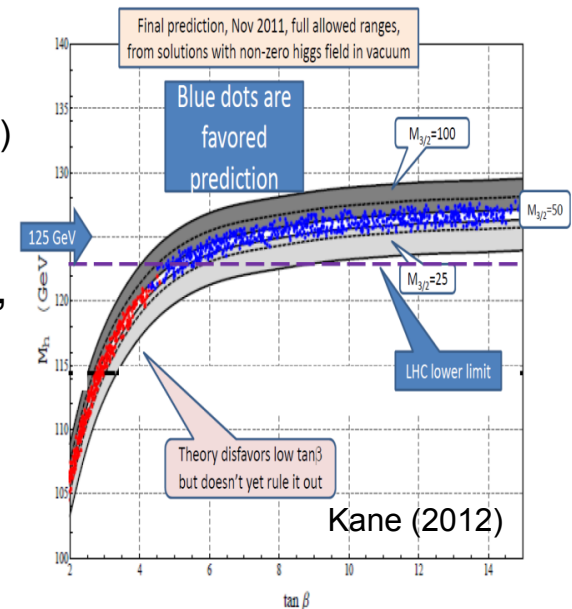 Final prediction, Nov 2011, full allowed ranges,
from solutions with non-zero higgs field in vacuum
)
,
Blue dots are
favored
prediction
M3/2=100
M3/2=50
M3/2=25
125 GeV
LHC lower limit
Theory disfavors low tanβ
but doesn't yet rule it out
Kane (2012)
Mh ( GeV
140
135
130
125
120
115
110
105
100
2 4 6 8 10 12 14
tan β